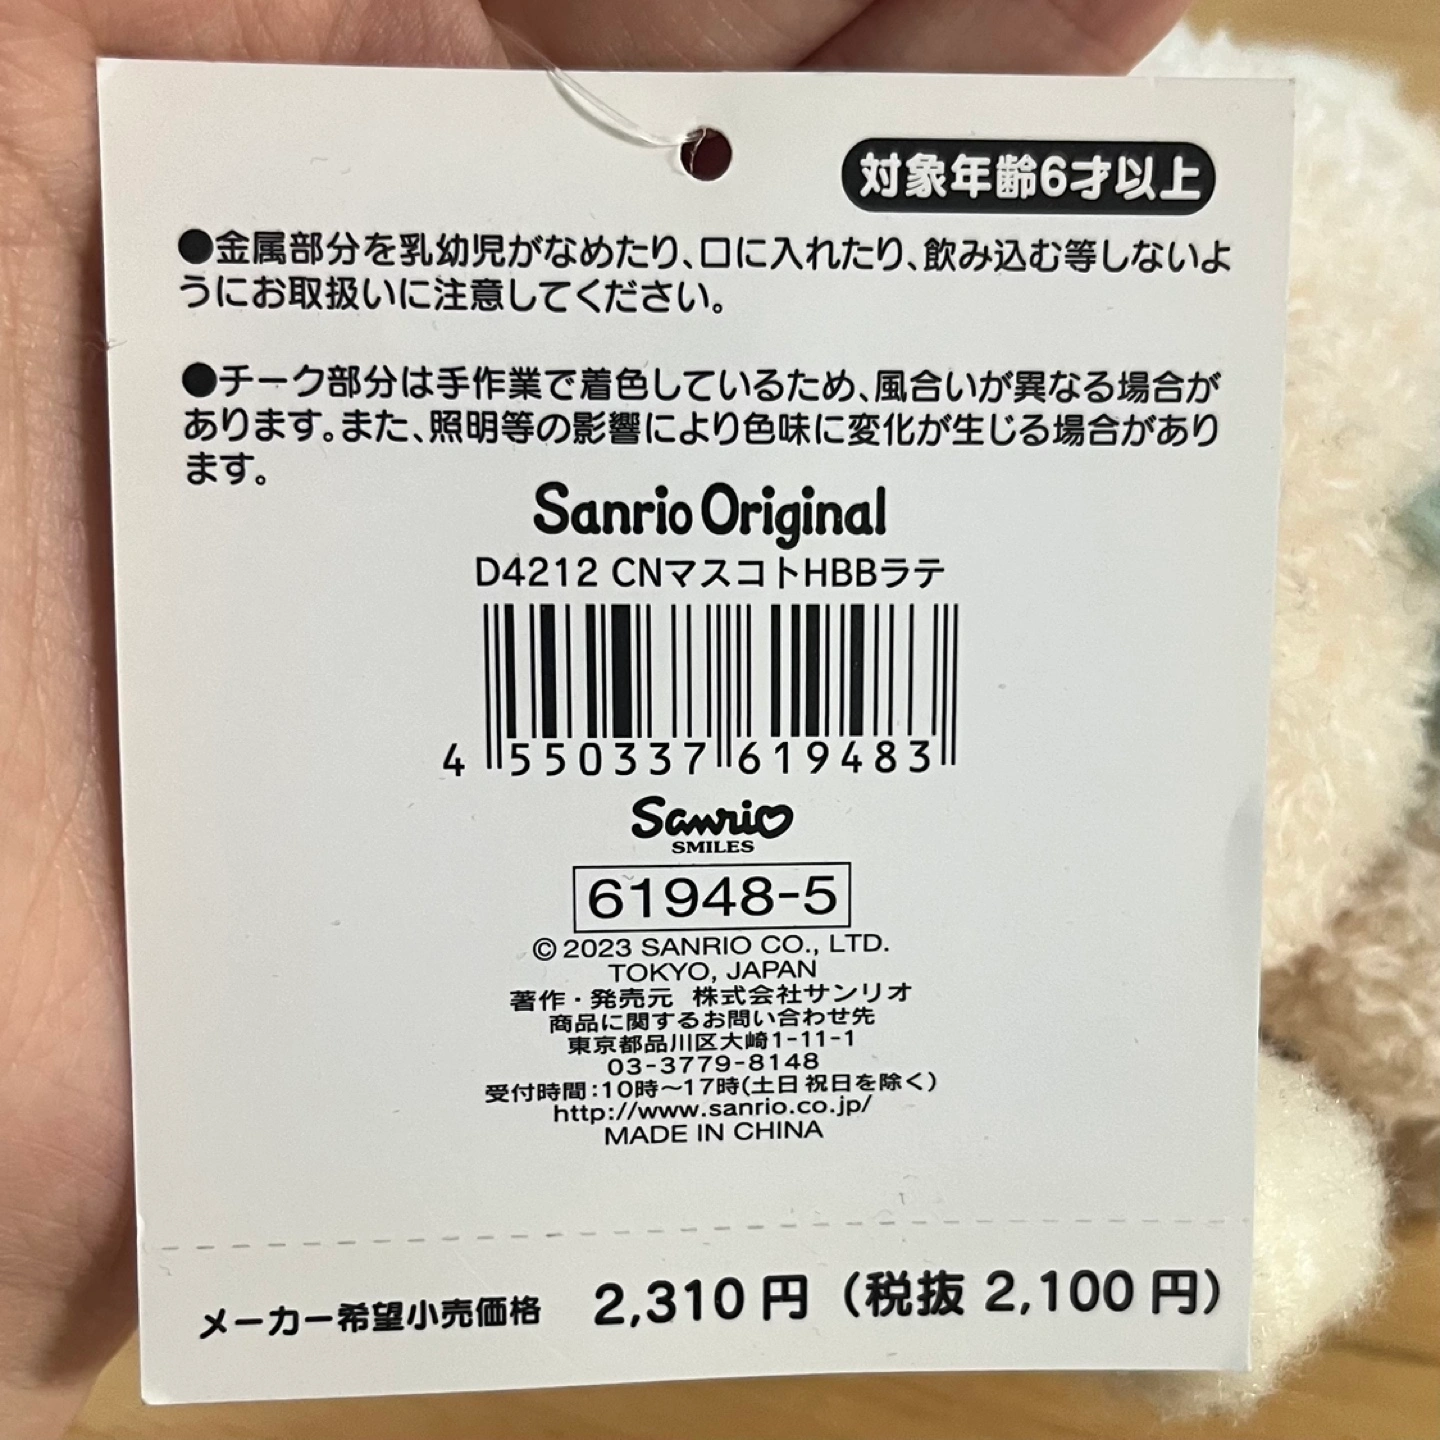 対象年齢6才以上
●金属部分を乳幼児がなめたり、口に入れたり、飲み込む等しないよ
うにお取扱いに注意してください。
●チーク部分は手作業で着色しているため、風合いが異なる場合が
あります。また、照明等の影響により色味に変化が生じる場合があり
ます。
Sanrio Original
D4212 CNマスコトHBBラテ
4 550337 619483
Sanrio
SMILES
61948-5
© 2023 SANRIO CO., LTD.
TOKYO, JAPAN
著作・発売元 株式会社サンリオ
商品に関するお問い合わせ先
東京都品川区大崎1-11-1
03-3779-8148
受付時間:10時〜17時(土日祝日を除く)
http://www.sanrio.co.jp/
MADE IN CHINA
メーカー希望小売価格 2,310 円（税抜 2,100 円）